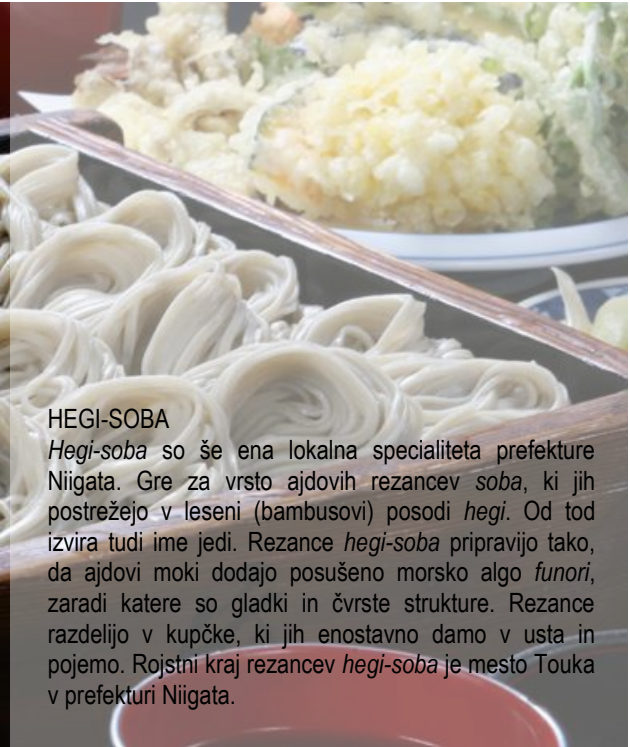 HEGI-SOBA
Hegi-soba so še ena lokalna specialiteta prefekture
Niigata. Gre za vrsto ajdovih rezancev soba, ki jih
postrežejo v leseni (bambusovi) posodi hegi. Od tod
izvira tudi ime jedi. Rezance hegi-soba pripravijo tako,
da ajdovi moki dodajo posušeno morsko algo funori,
zaradi katere so gladki in čvrste strukture. Rezance
razdelijo v kupčke, ki jih enostavno damo v usta in
pojemo. Rojstni kraj rezancev hegi-soba je mesto Touka
v prefekturi Niigata.